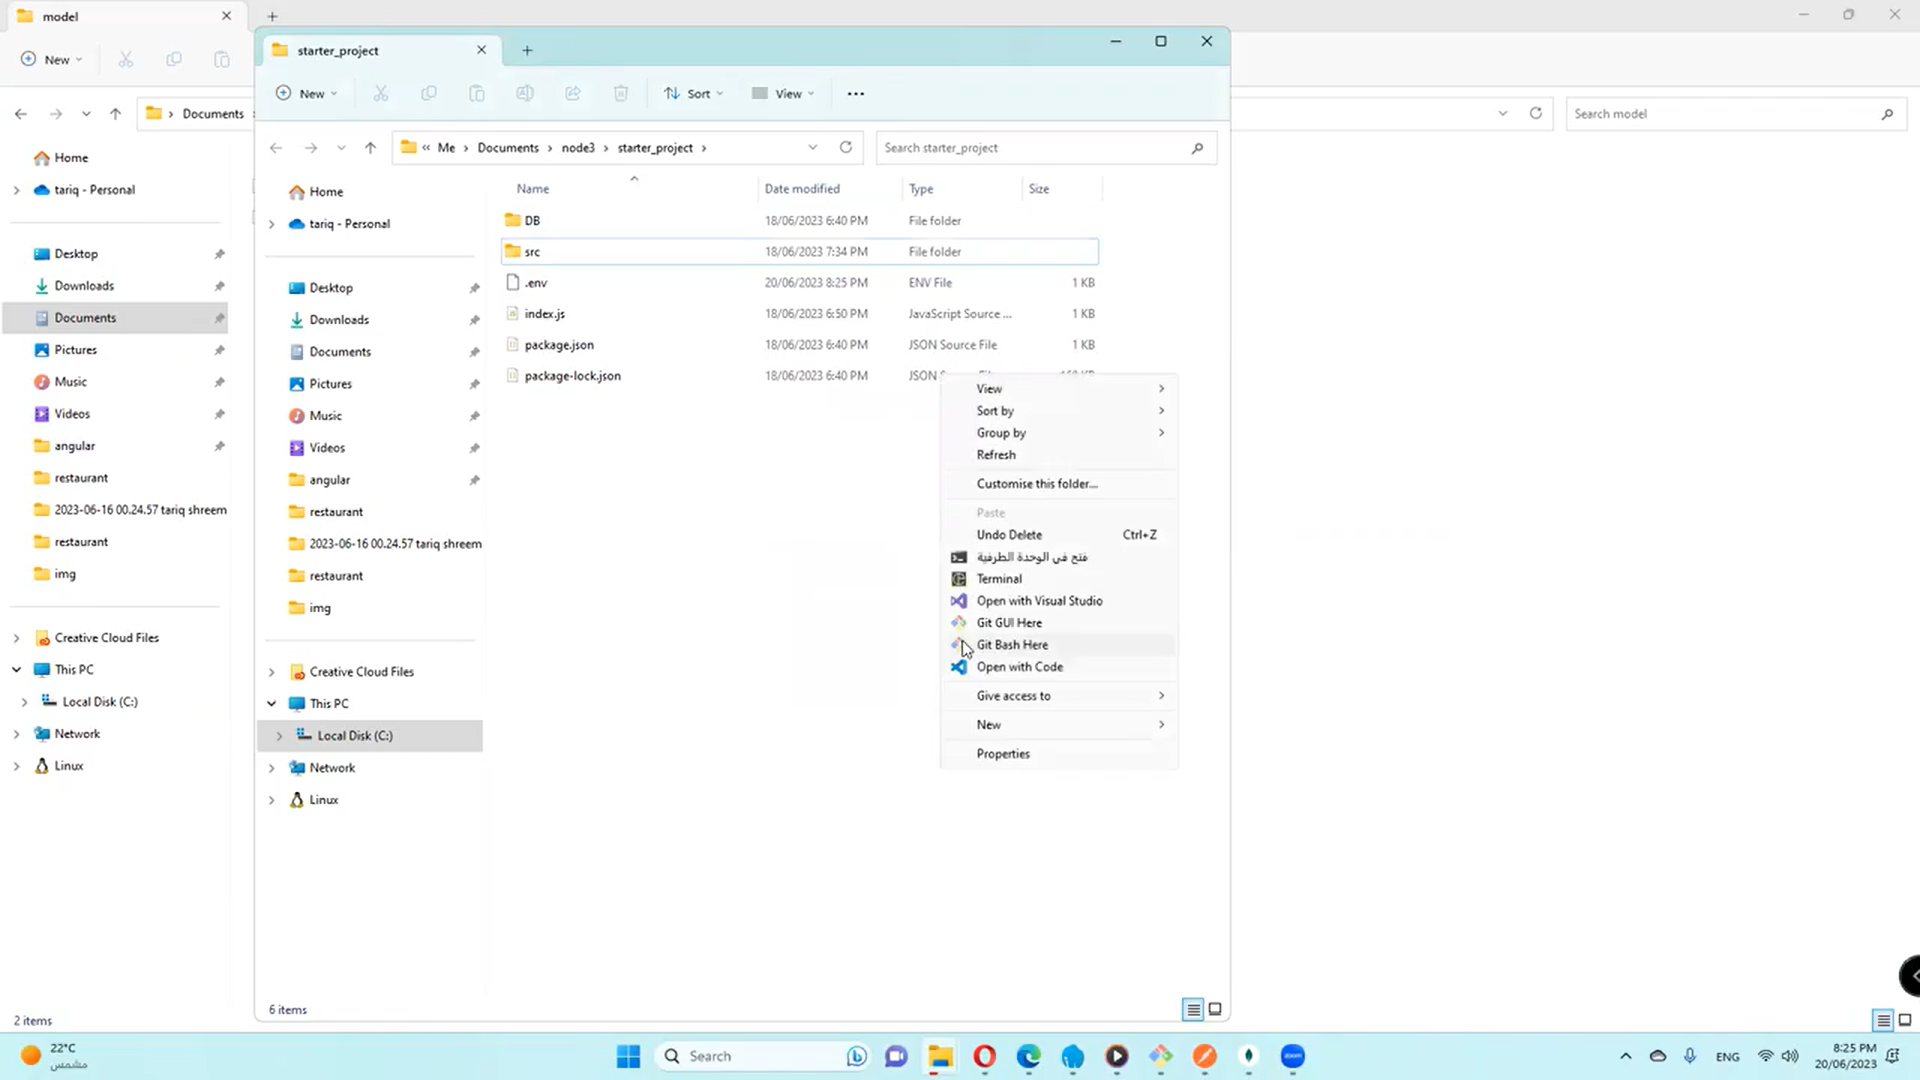 model
New
Documents
Search model
Home
tariq - Personal
Desktop
Downloads
Documents
Pictures
Music
Videos
angular
restaurant
2023-06-16 00.24.57 tariq shreem
restaurant
img
Creative Cloud Files
This PC
Local Disk (C:)
Network
Linux
2 items
starter_project
New
Sort
View
Me
Documents
node3
starter_project
Search starter_project
Home
tariq - Personal
Desktop
Downloads
Documents
Pictures
Music
Videos
angular
restaurant
2023-06-16 00.24.57 tariq shreem
restaurant
img
Creative Cloud Files
This PC
Local Disk (C:)
Network
Linux
Name Date modified Type Size
DB 18/06/2023 6:40 PM File folder
src 18/06/2023 7:34 PM File folder
.env 20/06/2023 8:25 PM ENV File 1 KB
index.js 18/06/2023 6:50 PM JavaScript Source ... 1 KB
package.json 18/06/2023 6:40 PM JSON Source File 1 KB
package-lock.json 18/06/2023 6:40 PM JSON
View
Sort by
Group by
Refresh
Customise this folder...
Paste
Undo Delete Ctrl+Z
فتح في الوحدة الطرفية
Terminal
Open with Visual Studio
Git GUI Here
Git Bash Here
Open with Code
Give access to
New
Properties
6 items
22°C
مشمس
Search
zoom
ENG
8:25 PM
20/06/2023